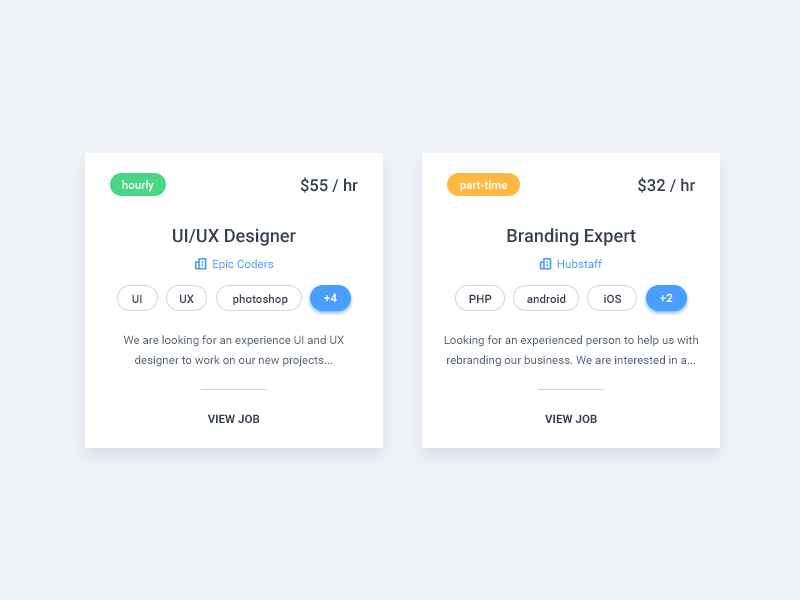 hourly
$55 / hr
UI/UX Designer
Epic Coders
UI
UX
photoshop
+4
We are looking for an experience UI and UX
designer to work on our new projects...
VIEW JOB
part-time
$32 / hr
Branding Expert
Hubstaff
PHP
android
iOS
+2
Looking for an experienced person to help us with
rebranding our business. We are interested in a...
VIEW JOB